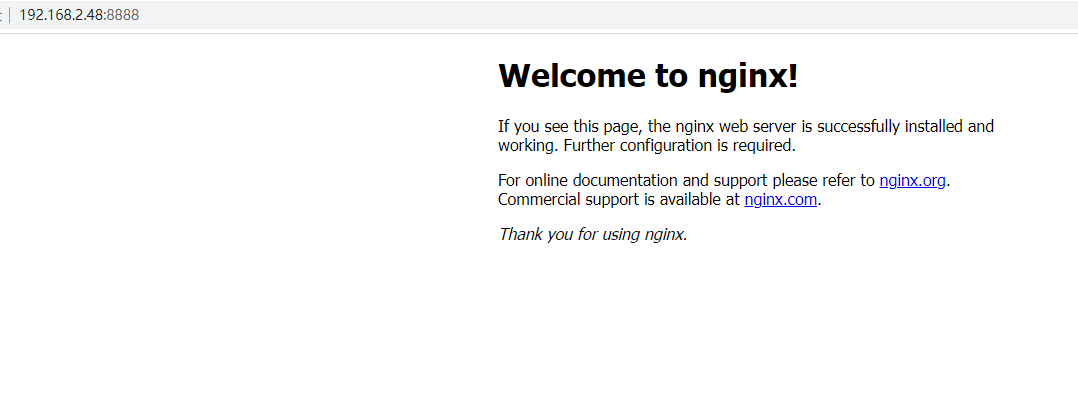 192.168.2.48:8888
Welcome to nginx!
If you see this page, the nginx web server is successfully installed and
working. Further configuration is required.
For online documentation and support please refer to nginx.org.
Commercial support is available at nginx.com.
Thank you for using nginx.